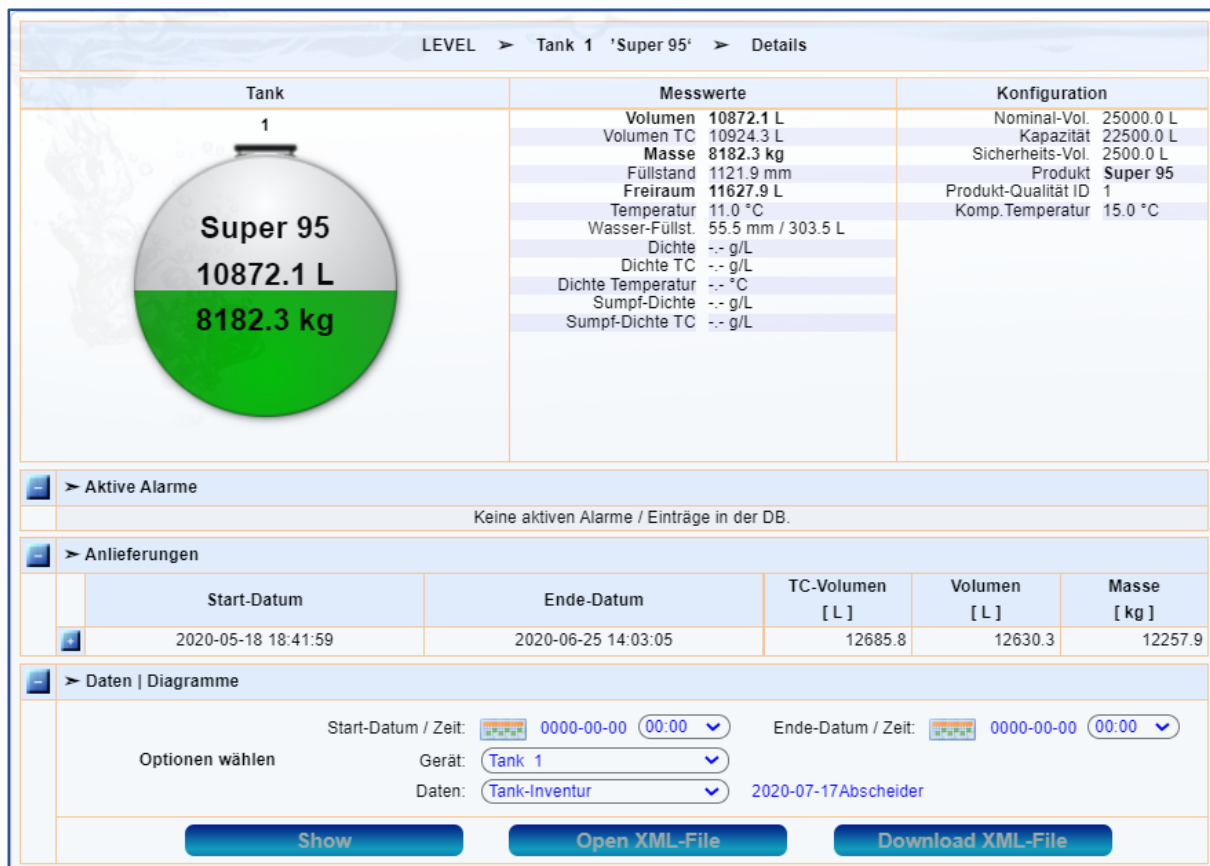 LEVEL ➢ Tank 1 'Super 95' ➢ Details
Tank
1
Super 95
10872.1 L
8182.3 kg
Messwerte
Volumen 10872.1 L
Volumen TC 10924.3 L
Masse 8182.3 kg
Füllstand 1121.9 mm
Freiraum 11627.9 L
Temperatur 11.0 °C
Wasser-Füllst. 55.5 mm / 303.5 L
Dichte -.- g/L
Dichte TC -.- g/L
Dichte Temperatur -.- °C
Sumpf-Dichte -.- g/L
Sumpf-Dichte TC -.- g/L
Konfiguration
Nominal-Vol. 25000.0 L
Kapazität 22500.0 L
Sicherheits-Vol. 2500.0 L
Produkt Super 95
Produkt-Qualität ID 1
Komp.Temperatur 15.0 °C
➢ Aktive Alarme
Keine aktiven Alarme / Einträge in der DB.
➢ Anlieferungen
Start-Datum Ende-Datum TC-Volumen [ L ] Volumen [ L ] Masse [ kg ]
2020-05-18 18:41:59 2020-06-25 14:03:05 12685.8 12630.3 12257.9
➢ Daten | Diagramme
Start-Datum / Zeit: 0000-00-00 00:00 Ende-Datum / Zeit: 0000-00-00 00:00
Optionen wählen Gerät: Tank 1
Daten: Tank-Inventur 2020-07-17Abscheider
Show Open XML-File Download XML-File